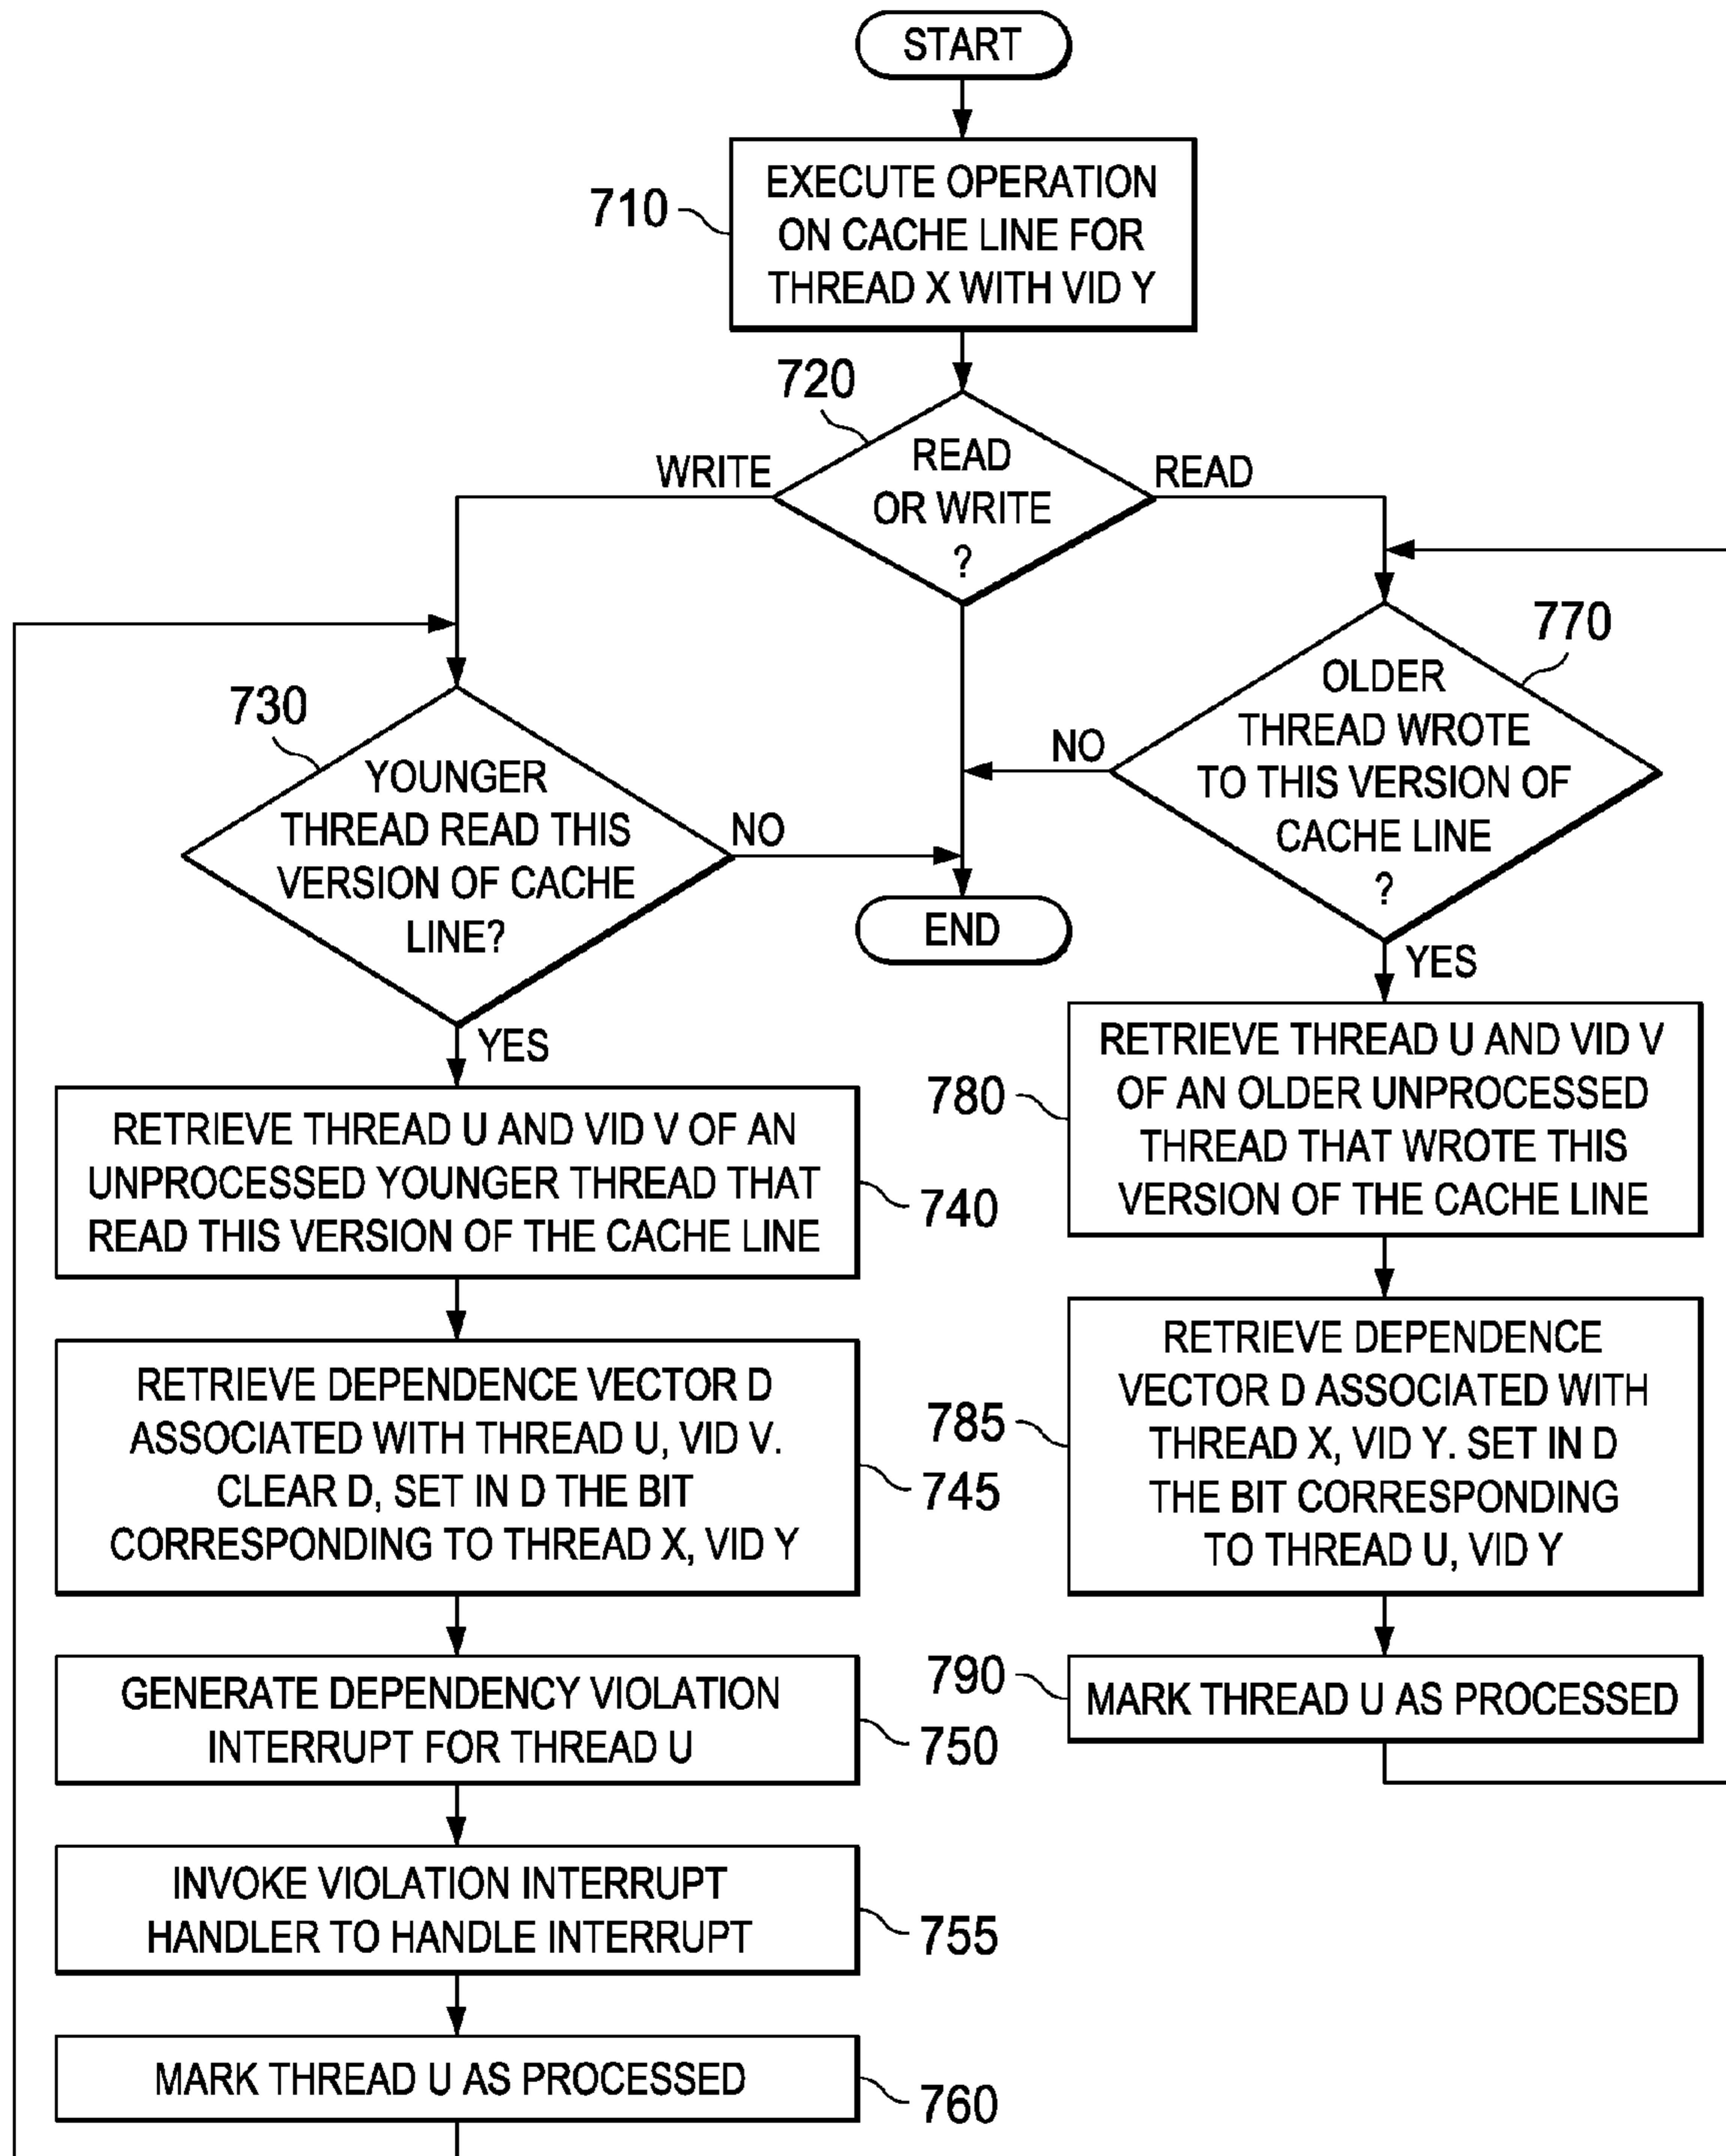 START
710
EXECUTE OPERATION
ON CACHE LINE FOR
THREAD X WITH VID Y
720
READ
OR WRITE
?
WRITE
READ
730
YOUNGER
THREAD READ THIS
VERSION OF CACHE
LINE?
NO
YES
770
OLDER
THREAD WROTE
TO THIS VERSION OF
CACHE LINE
?
NO
YES
END
RETRIEVE THREAD U AND VID V OF AN
UNPROCESSED YOUNGER THREAD THAT
READ THIS VERSION OF THE CACHE LINE
740
RETRIEVE DEPENDENCE VECTOR D
ASSOCIATED WITH THREAD U, VID V.
CLEAR D, SET IN D THE BIT
CORRESPONDING TO THREAD X, VID Y
745
GENERATE DEPENDENCY VIOLATION
INTERRUPT FOR THREAD U
750
INVOKE VIOLATION INTERRUPT
HANDLER TO HANDLE INTERRUPT
755
MARK THREAD U AS PROCESSED
760
780
RETRIEVE THREAD U AND VID V
OF AN OLDER UNPROCESSED
THREAD THAT WROTE THIS
VERSION OF THE CACHE LINE
785
RETRIEVE DEPENDENCE
VECTOR D ASSOCIATED WITH
THREAD X, VID Y. SET IN D
THE BIT CORRESPONDING
TO THREAD U, VID Y
790
MARK THREAD U AS PROCESSED